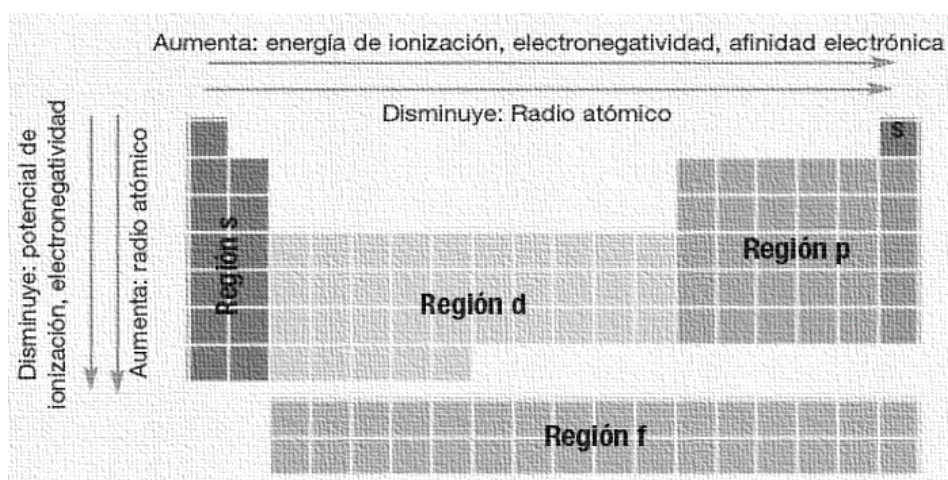 Aumenta: energía de ionización, electronegatividad, afinidad electrónica
Disminuye: Radio atómico
Disminuye: potencial de
ionización, electronegatividad
Aumenta: radio atómico
s
Región s
Región p
Región d
Región f